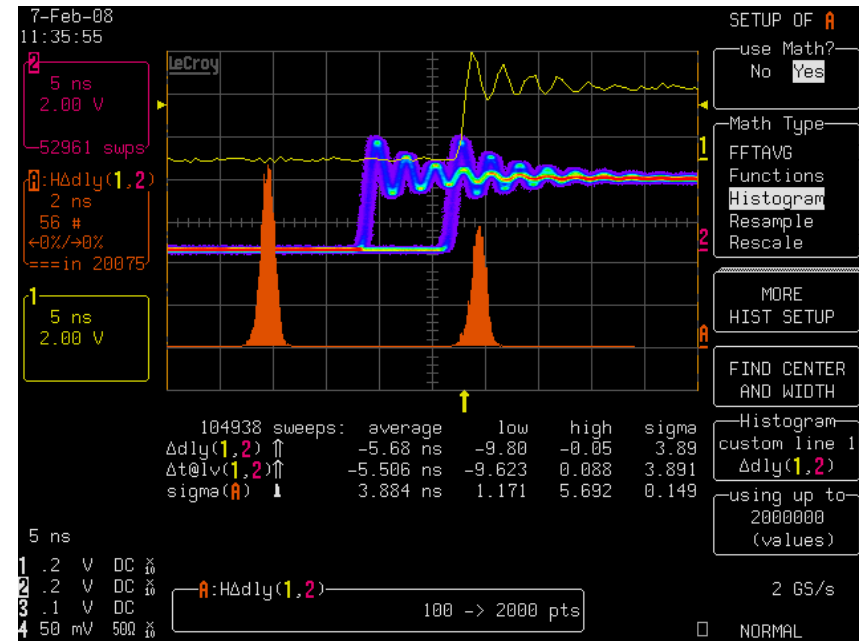 7-Feb-08
11:35:55
2
5 ns
2.00 V
52961 swps
A:HΔdly(1,2)
2 ns
56 #
←0%/→0%
===in 20075
1
5 ns
2.00 V
LeCroy
1
2
A
104938 sweeps: average low high sigma
Δdly(1,2) ⇑ -5.68 ns -9.80 -0.05 3.89
Δt@lv(1,2)⇑ -5.506 ns -9.623 0.088 3.891
sigma(A) 3.884 ns 1.171 5.692 0.149
5 ns
1 .2 V DC X10
2 .2 V DC X10
3 .1 V DC
4 50 mV 50Ω X10
A:HΔdly(1,2)
100 -> 2000 pts
SETUP OF A
use Math?
No Yes
Math Type
FFTAVG
Functions
Histogram
Resample
Rescale
MORE
HIST SETUP
FIND CENTER
AND WIDTH
Histogram
custom line 1
Δdly(1,2)
using up to
2000000
(values)
2 GS/s
NORMAL